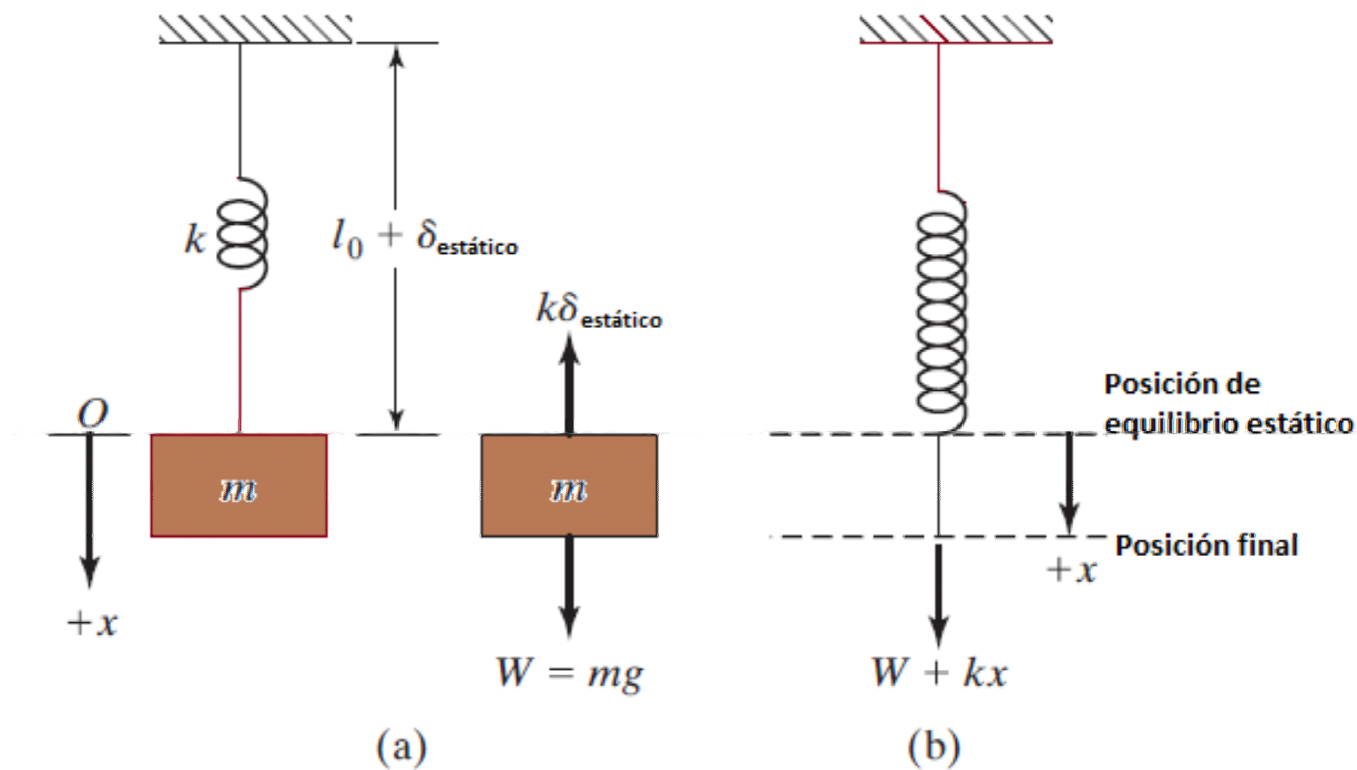 k
l₀ + δestático
kδestático
O
m
m
+x
W = mg
(a)
Posición de
equilibrio estático
Posición final
+x
W + kx
(b)